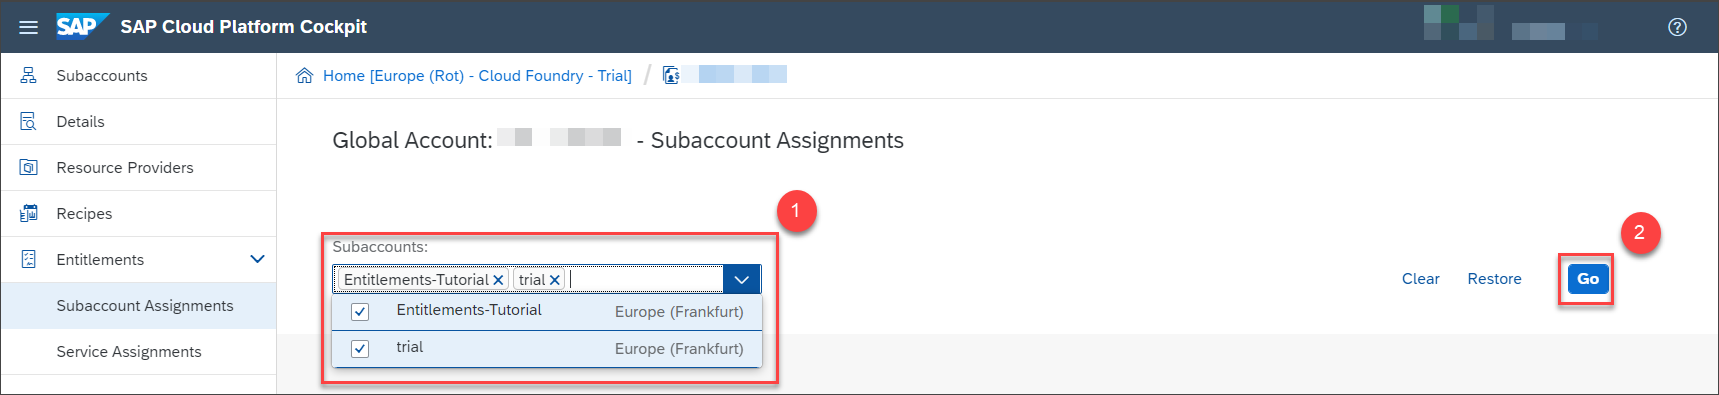 SAP SAP Cloud Platform Cockpit
Subaccounts
Details
Resource Providers
Recipes
Entitlements
Subaccount Assignments
Service Assignments
Home [Europe (Rot) - Cloud Foundry - Trial] /
Global Account: - Subaccount Assignments
1
Subaccounts:
Entitlements-Tutorial trial
Entitlements-Tutorial Europe (Frankfurt)
trial Europe (Frankfurt)
2
Clear Restore Go